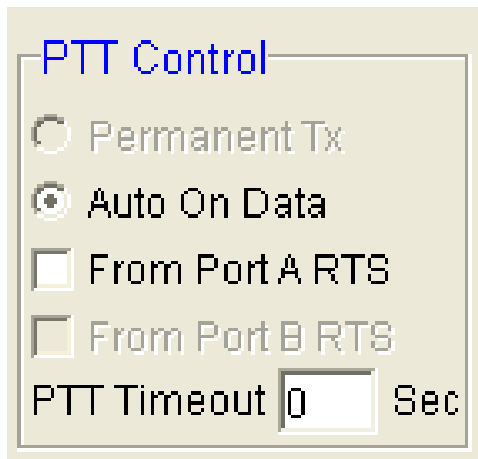 PTT Control
Permanent Tx
Auto On Data
From Port A RTS
From Port B RTS
PTT Timeout 0 Sec